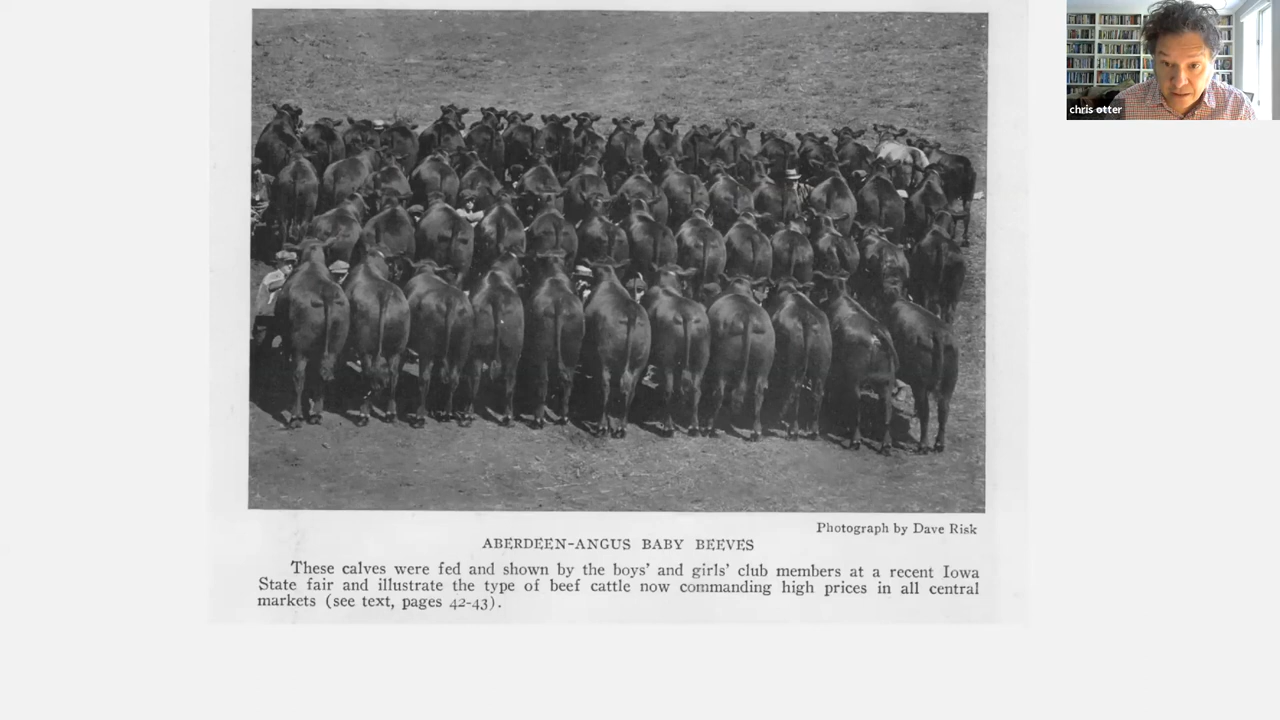 chris otter
Photograph by Dave Risk
ABERDEEN-ANGUS BABY BEEVES
These calves were fed and shown by the boys' and girls' club members at a recent Iowa
State fair and illustrate the type of beef cattle now commanding high prices in all central
markets (see text, pages 42-43).